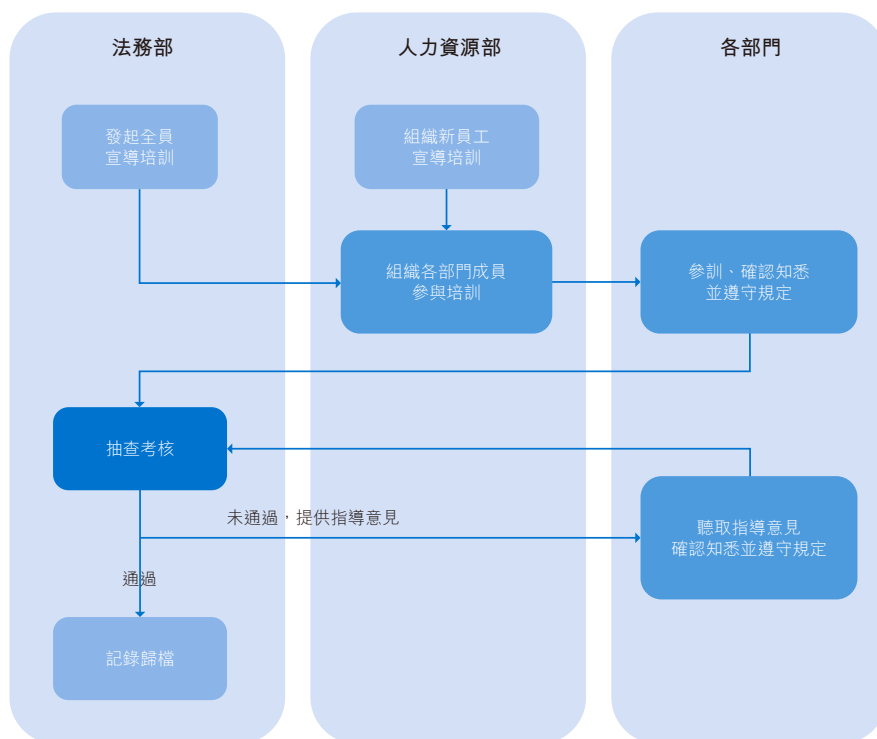 法務部
人力資源部
各部門
發起全員
宣導培訓
組織新員工
宣導培訓
組織各部門成員
參與培訓
參訓、確認知悉
並遵守規定
抽查考核
未通過，提供指導意見
聽取指導意見
確認知悉並遵守規定
通過
記錄歸檔